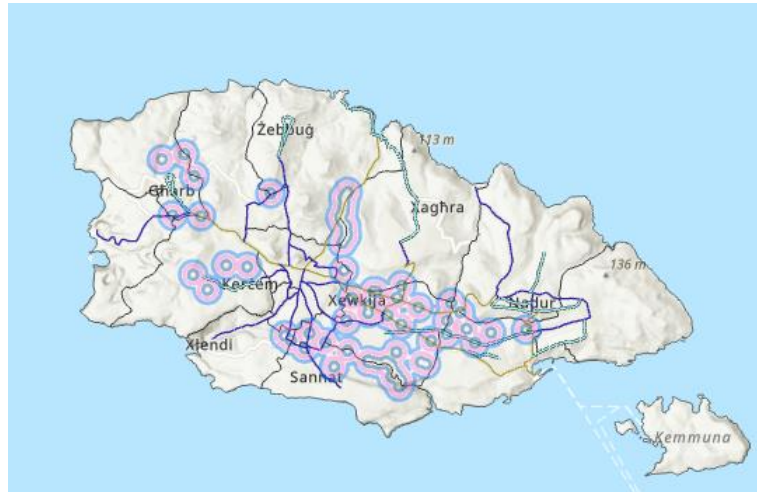 Żebbuġ
113 m
Għarb
Xagħra
136 m
Kerċem
Xewkija
Nadur
Xlendi
Sannat
Kemmuna